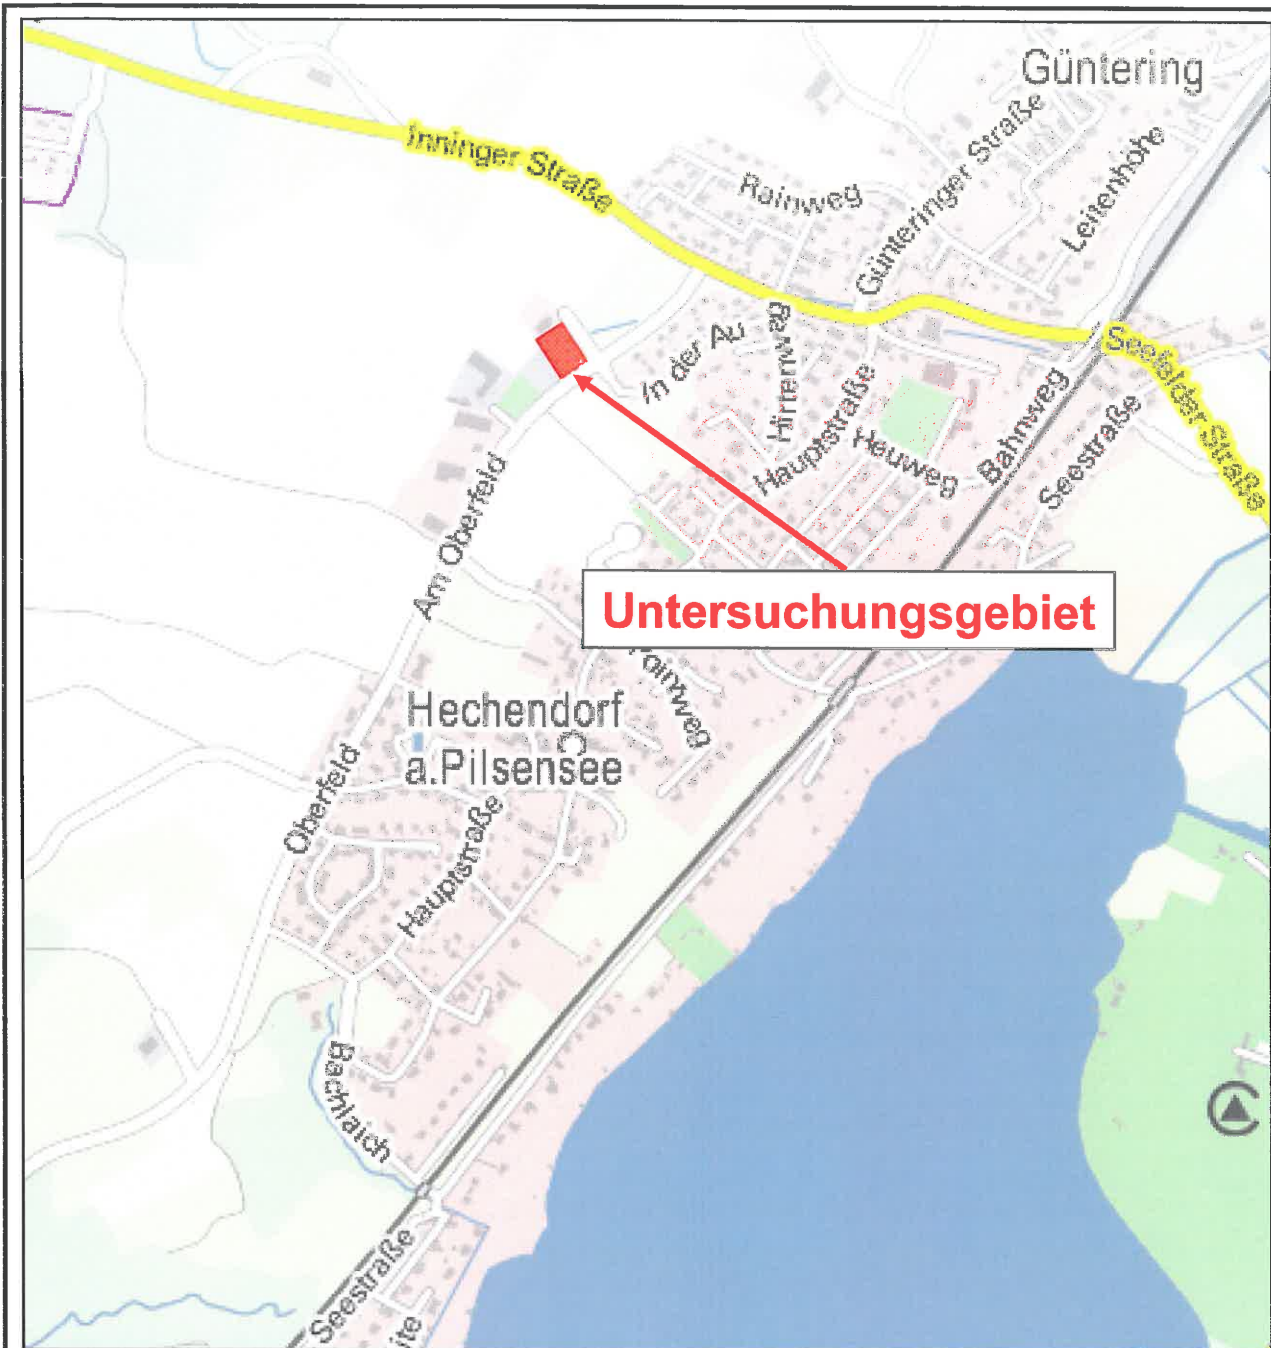 Güntering
Inninger Straße
Rainweg
Günteringer Straße
Leitenhöhe
In der Au
Hirtenweg
Hauptstraße
Heuweg
Bahnweg
Seestraße
Seefelder Straße
Am Oberfeld
Untersuchungsgebiet
Hechendorf
a.Pilsensee
Oberfeld
Hauptstraße
Bachlaich
Seestraße